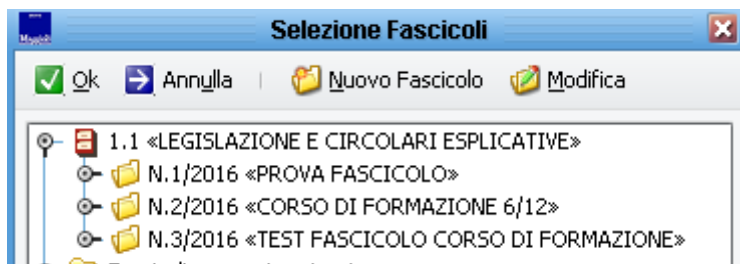 Selezione Fascicoli
Ok Annulla Nuovo Fascicolo Modifica
1.1 «LEGISLAZIONE E CIRCOLARI ESPLICATIVE»
N.1/2016 «PROVA FASCICOLO»
N.2/2016 «CORSO DI FORMAZIONE 6/12»
N.3/2016 «TEST FASCICOLO CORSO DI FORMAZIONE»